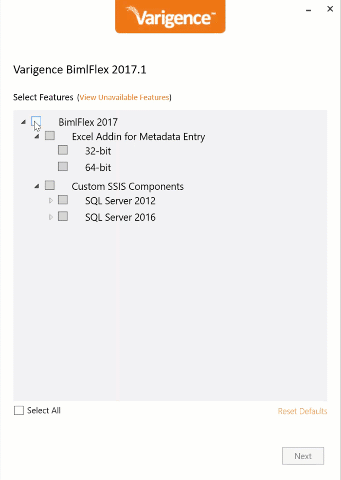 Varigence
Varigence BimlFlex 2017.1
Select Features (View Unavailable Features)
BimlFlex 2017
Excel Addin for Metadata Entry
32-bit
64-bit
Custom SSIS Components
SQL Server 2012
SQL Server 2016
Select All
Reset Defaults
Next